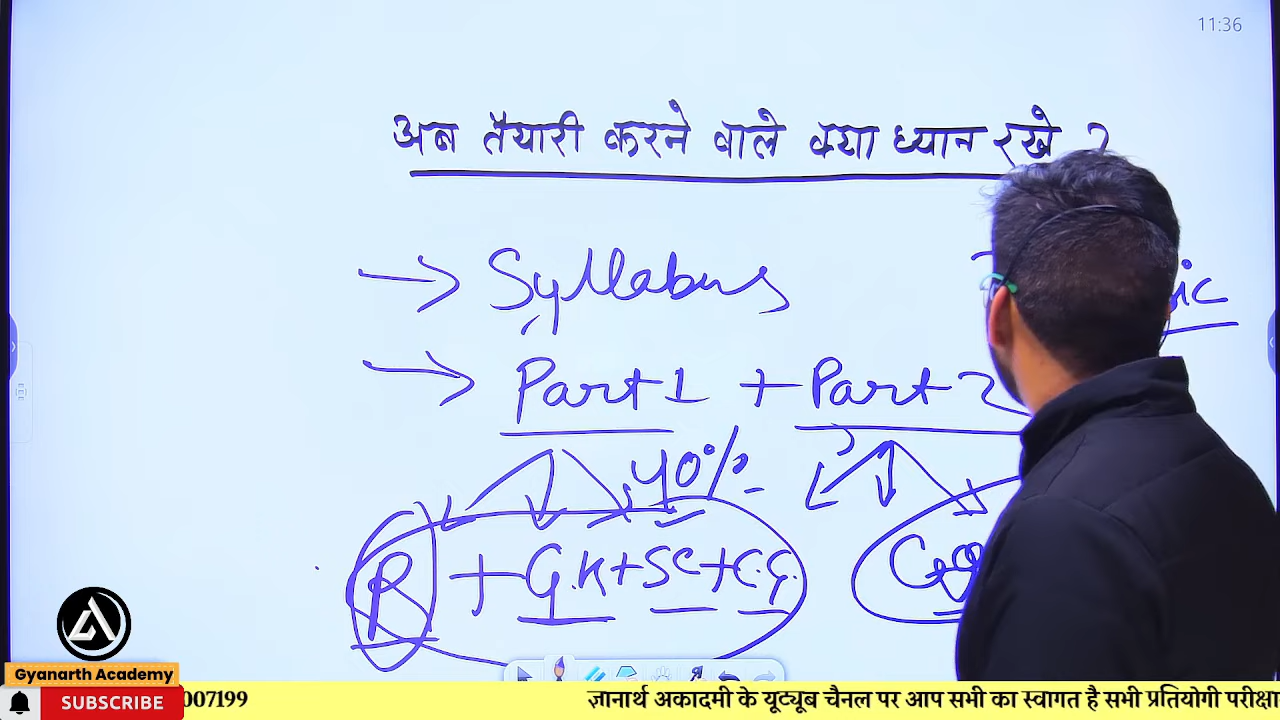 11:36
अब तैयारी करने वाले क्या ध्यान रखे ?
→ Syllabus
ic
→ Part 1 + Part 2
40%
R + G.K + SC + C.G.
Gyanarth Academy
SUBSCRIBE
007199
ज्ञानार्थ अकादमी के यूट्यूब चैनल पर आप सभी का स्वागत है सभी प्रतियोगी परीक्षा